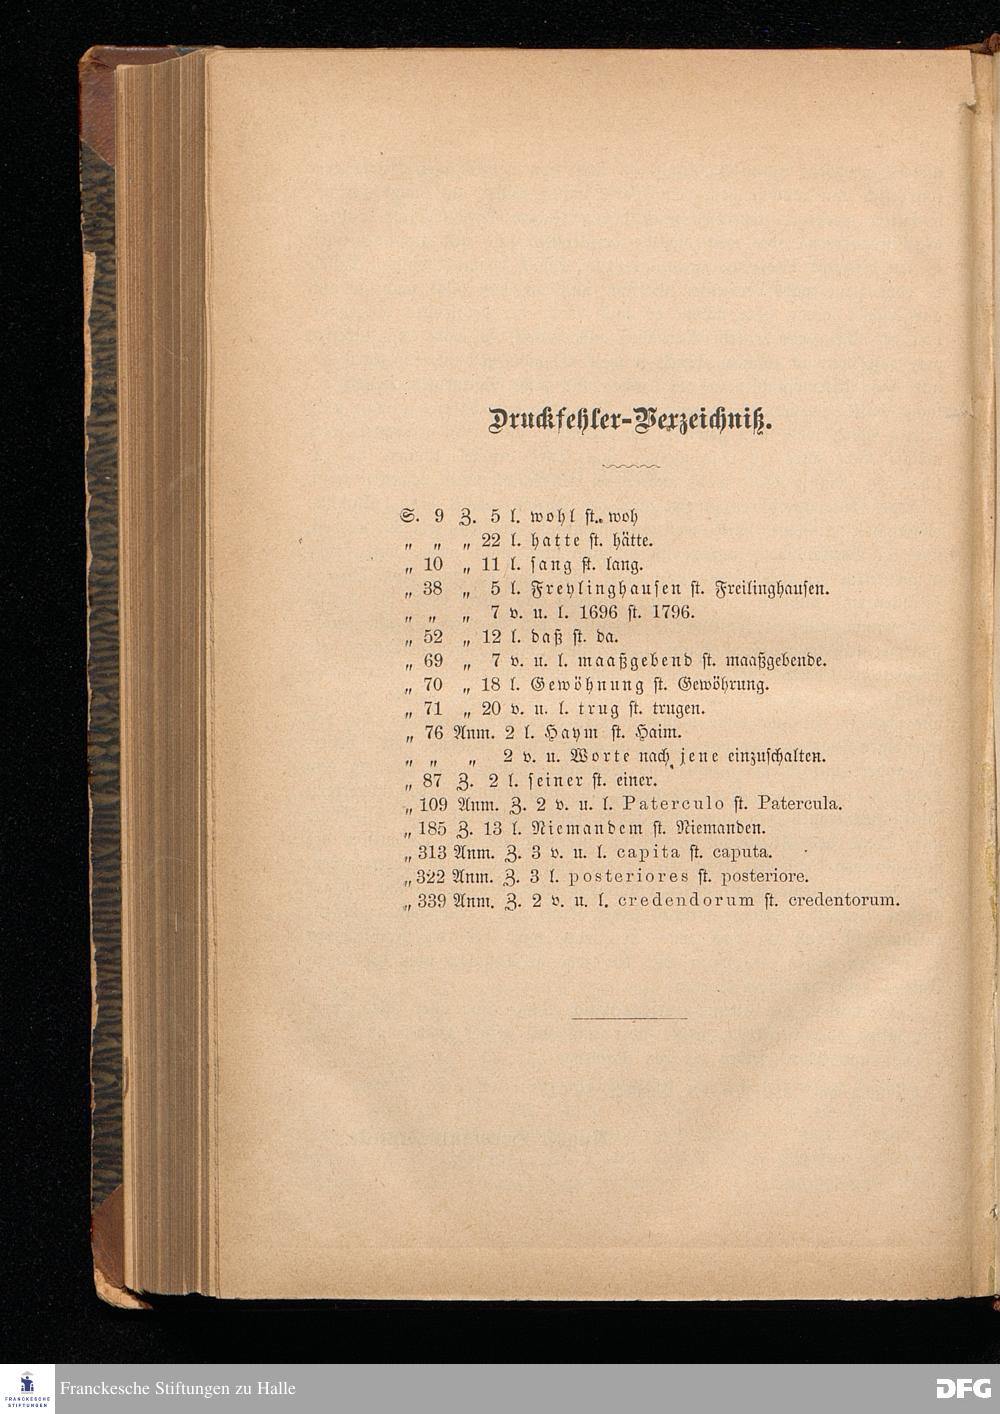 Druckfehler-Verzeichniß.
S. 9 Z. 5 l. wohl st. woh
„ „ „ 22 l. hatte st. hätte.
„ 10 „ 11 l. sang st. lang.
„ 38 „ 5 l. Freylinghausen st. Freilinghausen.
„ „ „ 7 v. u. l. 1696 st. 1796.
„ 52 „ 12 l. daß st. da.
„ 69 „ 7 v. u. l. maaßgebend st. maaßgebende.
„ 70 „ 18 l. Gewöhnung st. Gewöhrung.
„ 71 „ 20 v. u. l. trug st. trugen.
„ 76 Anm. 2 l. Haym st. Haim.
„ „ „ 2 v. u. Worte nach jene einzuschalten.
„ 87 Z. 2 l. seiner st. einer.
„ 109 Anm. Z. 2 v. u. l. Paterculo st. Patercula.
„ 185 Z. 13 l. Niemandem st. Niemanden.
„ 313 Anm. Z. 3 v. u. l. capita st. caputa.
„ 322 Anm. Z. 3 l. posteriores st. posteriore.
„ 339 Anm. Z. 2 v. u. l. credendorum st. credentorum.
FRANCKESCHE
STIFTUNGEN
Franckesche Stiftungen zu Halle
DFG